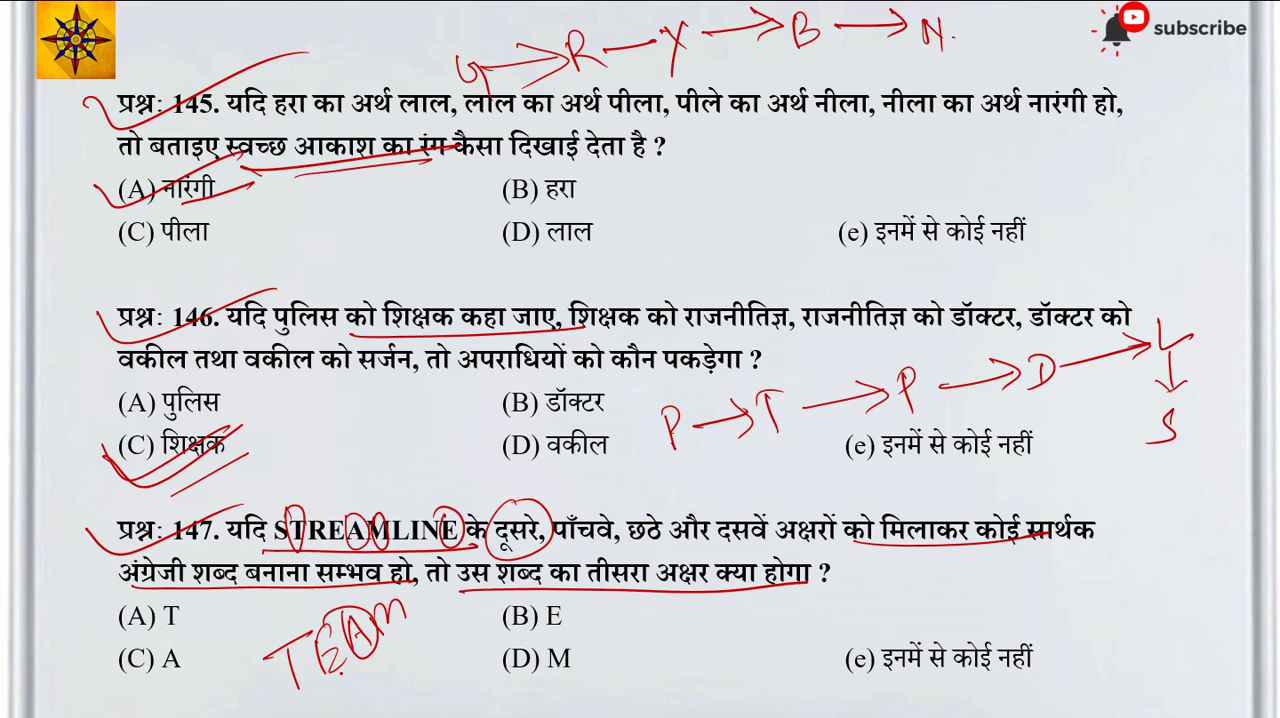 subscribe
G R Y B N.
प्रश्नः 145. यदि हरा का अर्थ लाल, लाल का अर्थ पीला, पीले का अर्थ नीला, नीला का अर्थ नारंगी हो,
तो बताइए स्वच्छ आकाश का रंग कैसा दिखाई देता है ?
(A) नारंगी (B) हरा
(C) पीला (D) लाल (e) इनमें से कोई नहीं
प्रश्नः 146. यदि पुलिस को शिक्षक कहा जाए, शिक्षक को राजनीतिज्ञ, राजनीतिज्ञ को डॉक्टर, डॉक्टर को
वकील तथा वकील को सर्जन, तो अपराधियों को कौन पकड़ेगा ?
(A) पुलिस (B) डॉक्टर
P T P D L
S
(C) शिक्षक (D) वकील (e) इनमें से कोई नहीं
प्रश्नः 147. यदि STREAMLINE के दूसरे, पाँचवे, छठे और दसवें अक्षरों को मिलाकर कोई सार्थक
अंग्रेजी शब्द बनाना सम्भव हो, तो उस शब्द का तीसरा अक्षर क्या होगा ?
(A) T (B) E
TEAM
(C) A (D) M (e) इनमें से कोई नहीं